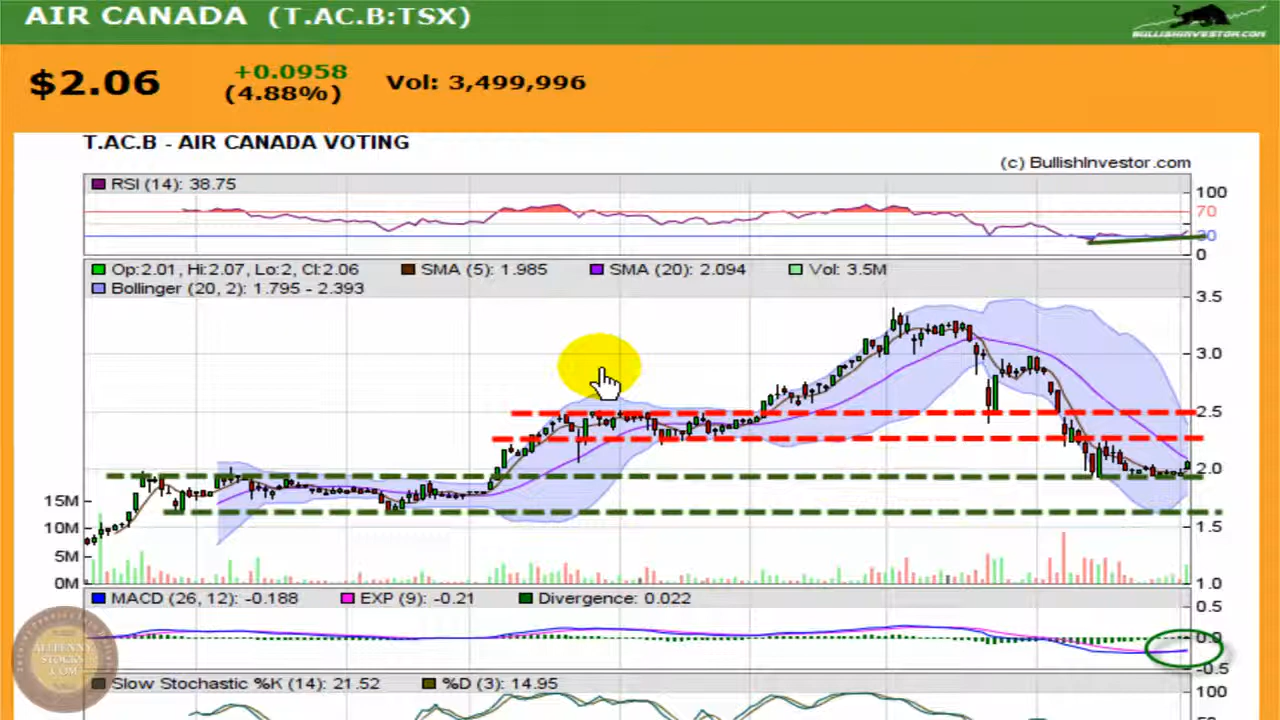 AIR CANADA (T.AC.B:TSX)
BULLISHINVESTOR.COM
$2.06
+0.0958
(4.88%)
Vol: 3,499,996
T.AC.B - AIR CANADA VOTING
(c) BullishInvestor.com
RSI (14): 38.75
100
70
30
0
Op:2.01, Hi:2.07, Lo:2, Cl:2.06 SMA (5): 1.985 SMA (20): 2.094 Vol: 3.5M
Bollinger (20, 2): 1.795 - 2.393
3.5
3.0
2.5
2.0
1.5
1.0
15M
10M
5M
0M
MACD (26, 12): -0.188 EXP (9): -0.21 Divergence: 0.022
0.5
0.0
-0.5
ALLPENNY
STOCKS
.COM
Slow Stochastic %K (14): 21.52 %D (3): 14.95
100